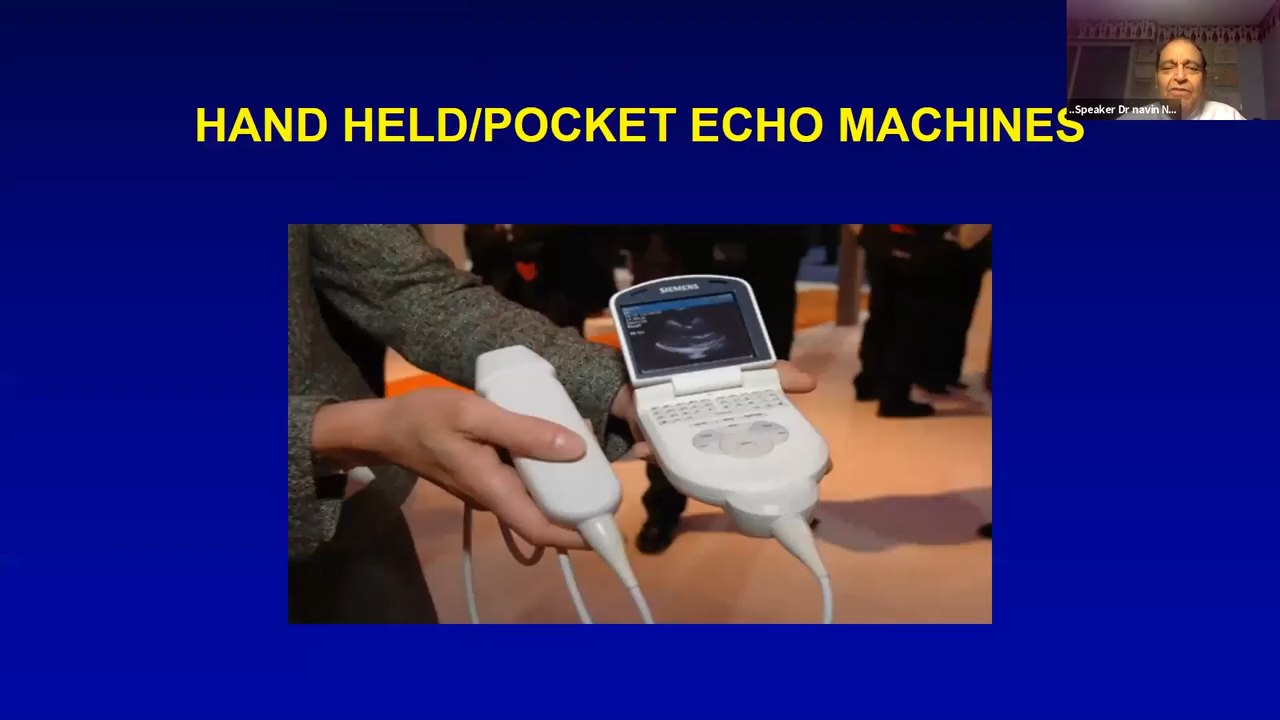 HAND HELD/POCKET ECHO MACHINES
..Speaker Dr navin N...
SIEMENS